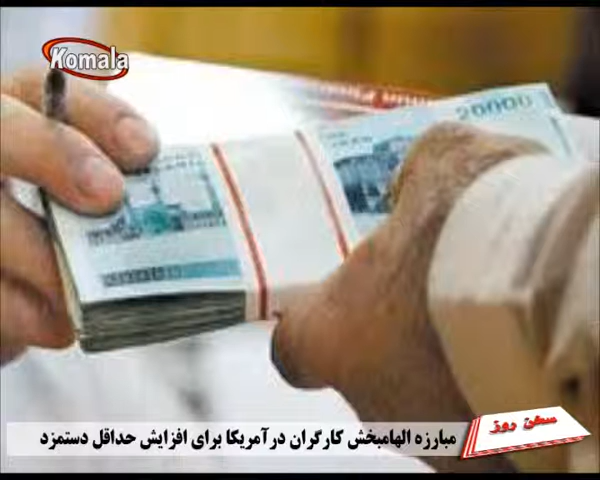 Komala
20000
مبارزه الهامبخش کارگران درآمریکا برای افزایش حداقل دستمزد
سخن روز